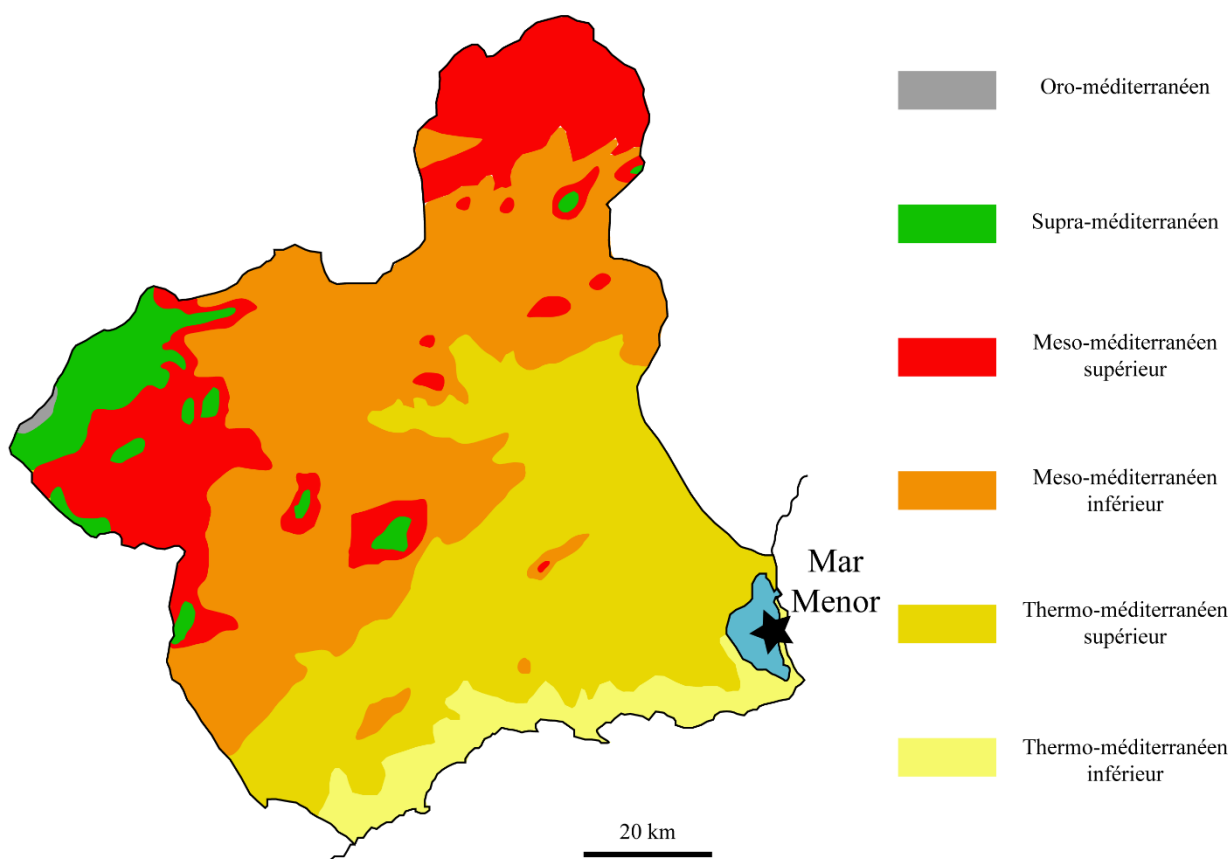 Oro-méditerranéen
Supra-méditerranéen
Meso-méditerranéen
supérieur
Meso-méditerranéen
inférieur
Mar
Menor
Thermo-méditerranéen
supérieur
Thermo-méditerranéen
inférieur
20 km